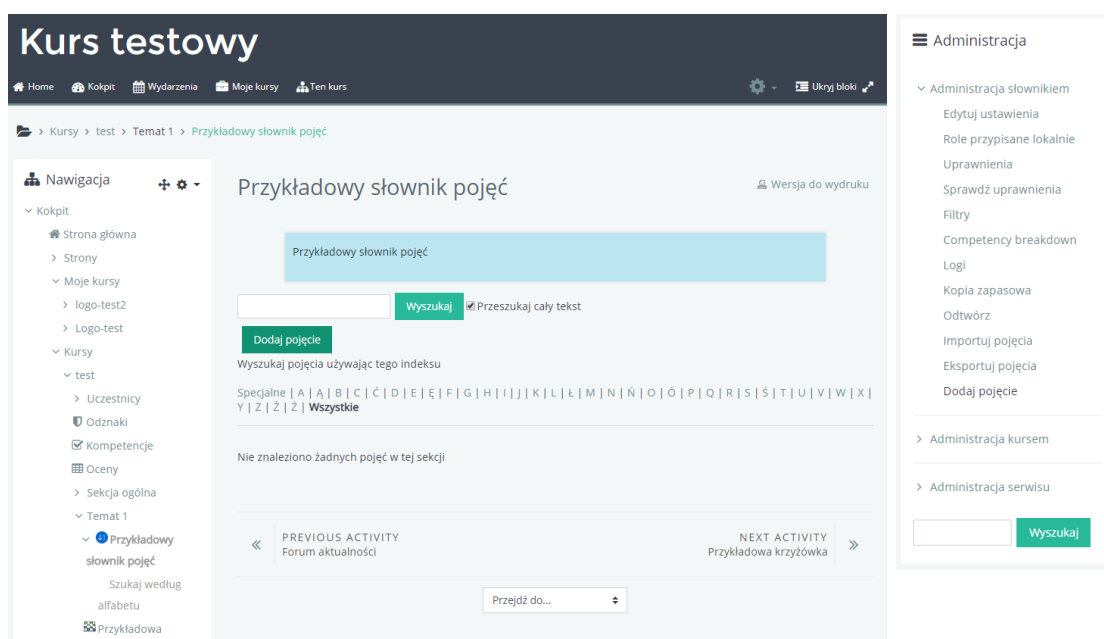 Kurs testowy
Home Kokpit Wydarzenia Moje kursy Ten kurs Ukryj bloki
> Kursy > test > Temat 1 > Przykładowy słownik pojęć
Nawigacja
Kokpit
Strona główna
Strony
Moje kursy
logo-test2
Logo-test
Kursy
test
Uczestnicy
Odznaki
Kompetencje
Oceny
Sekcja ogólna
Temat 1
Przykładowy
słownik pojęć
Szukaj według
alfabetu
Przykładowa
Przykładowy słownik pojęć
Wersja do wydruku
Przykładowy słownik pojęć
Wyszukaj Przeszukaj cały tekst
Dodaj pojęcie
Wyszukaj pojęcia używając tego indeksu
Specjalne | A | Ą | B | C | Ć | D | E | Ę | F | G | H | I | J | K | L | Ł | M | N | Ń | O | Ó | P | Q | R | S | Ś | T | U | V | W | X |
Y | Z | Ź | Ż | Wszystkie
Nie znaleziono żadnych pojęć w tej sekcji
PREVIOUS ACTIVITY
Forum aktualności
NEXT ACTIVITY
Przykładowa krzyżówka
Przejdź do...
Administracja
Administracja słownikiem
Edytuj ustawienia
Role przypisane lokalnie
Uprawnienia
Sprawdź uprawnienia
Filtry
Competency breakdown
Logi
Kopia zapasowa
Odtwórz
Importuj pojęcia
Eksportuj pojęcia
Dodaj pojęcie
Administracja kursem
Administracja serwisu
Wyszukaj